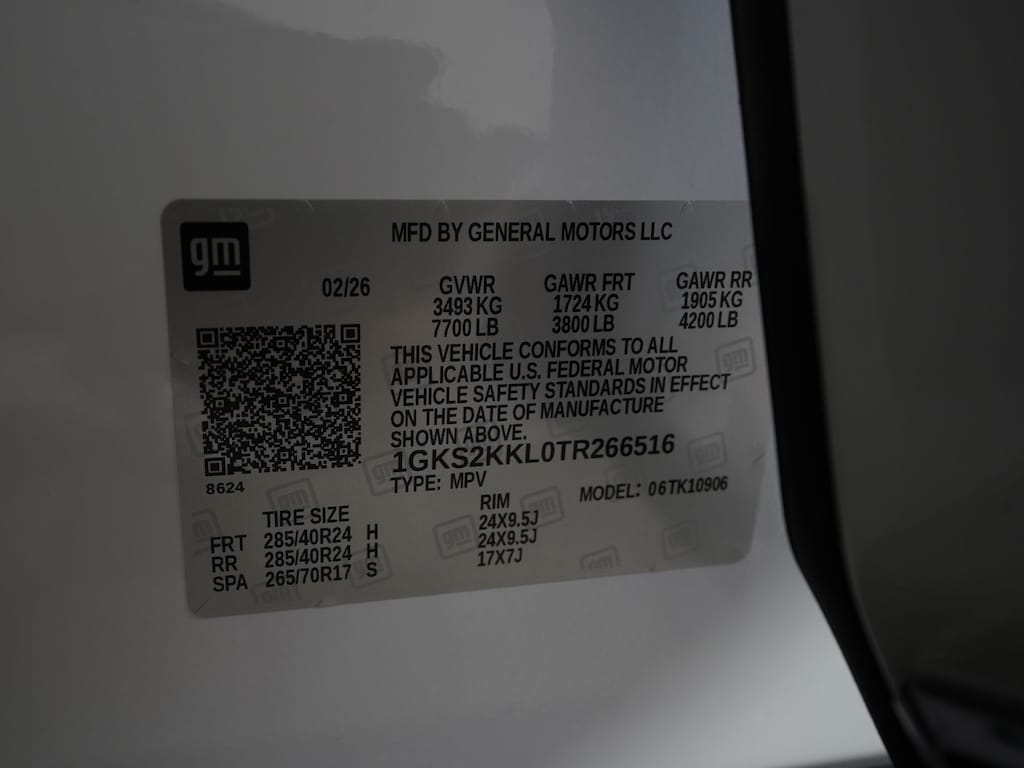 gm
MFD BY GENERAL MOTORS LLC
02/26 GVWR GAWR FRT GAWR RR
3493 KG 1724 KG 1905 KG
7700 LB 3800 LB 4200 LB
THIS VEHICLE CONFORMS TO ALL
APPLICABLE U.S. FEDERAL MOTOR
VEHICLE SAFETY STANDARDS IN EFFECT
ON THE DATE OF MANUFACTURE
SHOWN ABOVE.
1GKS2KKL0TR266516
8624
TYPE: MPV MODEL: 06TK10906
TIRE SIZE RIM
FRT 285/40R24 H 24X9.5J
RR 285/40R24 H 24X9.5J
SPA 265/70R17 S 17X7J